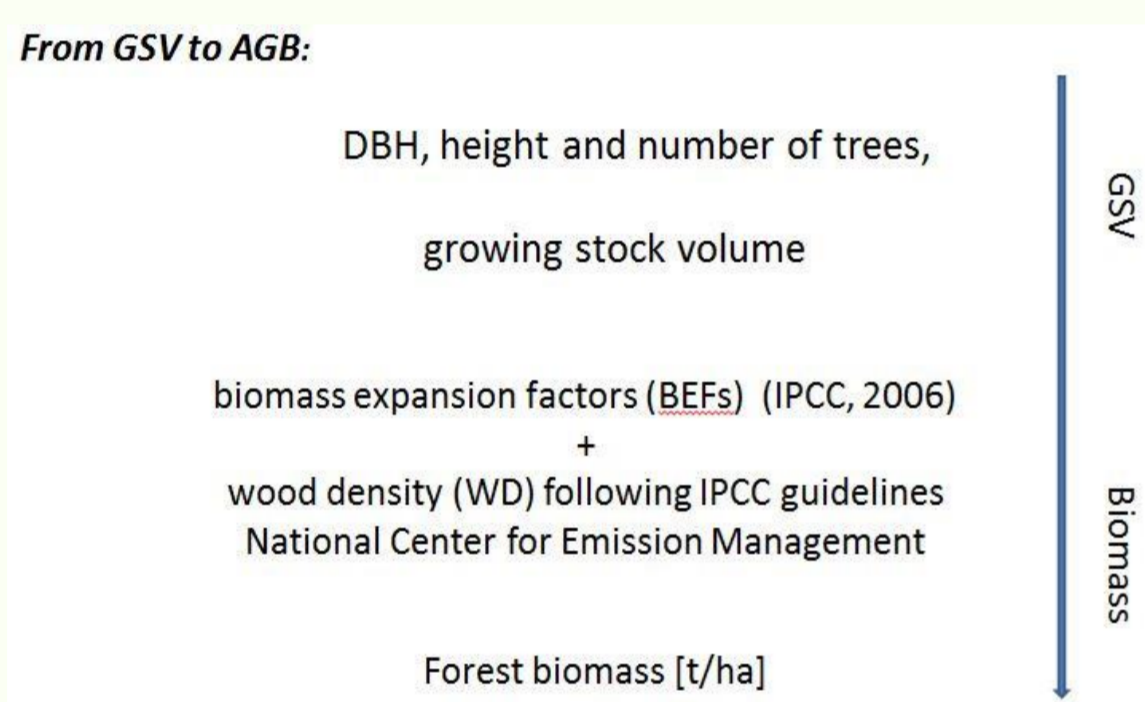 From GSV to AGB:
DBH, height and number of trees,
growing stock volume
biomass expansion factors (BEFs) (IPCC, 2006)
+
wood density (WD) following IPCC guidelines
National Center for Emission Management
Forest biomass [t/ha]
GSV
Biomass